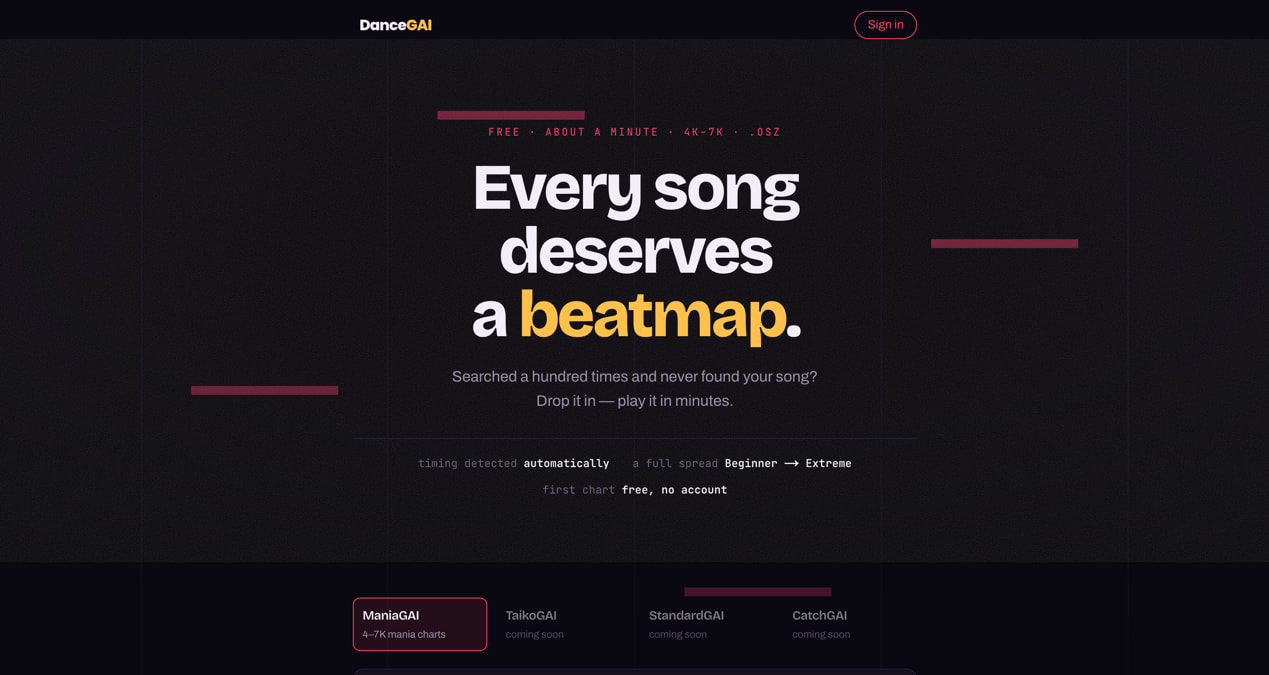 DanceGAI
Sign in
FREE · ABOUT A MINUTE · 4K–7K · .OSZ
Every song
deserves
a beatmap.
Searched a hundred times and never found your song?
Drop it in — play it in minutes.
timing detected automatically a full spread Beginner ⟶ Extreme
first chart free, no account
ManiaGAI TaikoGAI StandardGAI CatchGAI
4–7K mania charts coming soon coming soon coming soon